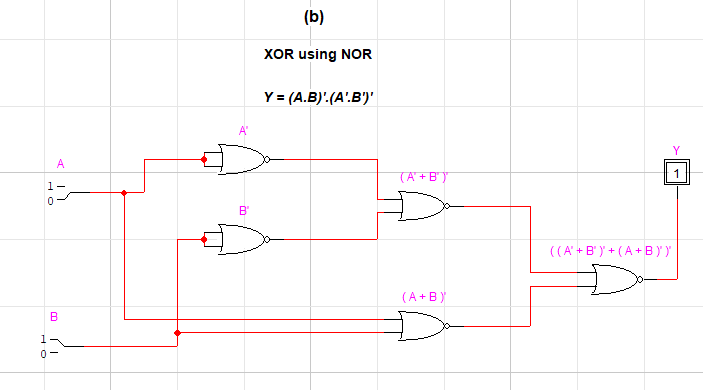 (b)
XOR using NOR
Y = (A.B)'.(A'.B')'
A'
Y
A
1
( A' + B' )'
1
0
B'
( ( A' + B' )' + ( A + B )' )'
( A + B )'
B
1
0